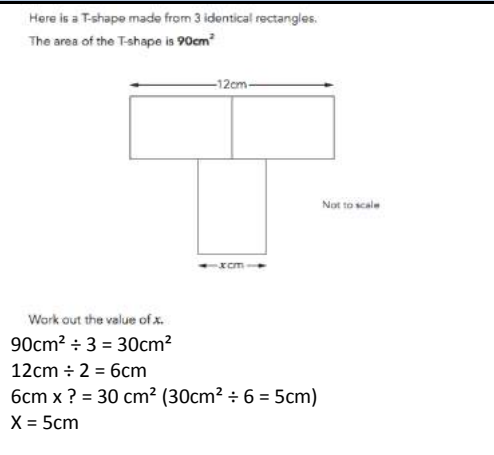 Here is a T-shape made from 3 identical rectangles.
The area of the T-shape is 90cm²
12cm
Not to scale
x cm
Work out the value of x.
90cm² ÷ 3 = 30cm²
12cm ÷ 2 = 6cm
6cm x ? = 30 cm² (30cm² ÷ 6 = 5cm)
X = 5cm